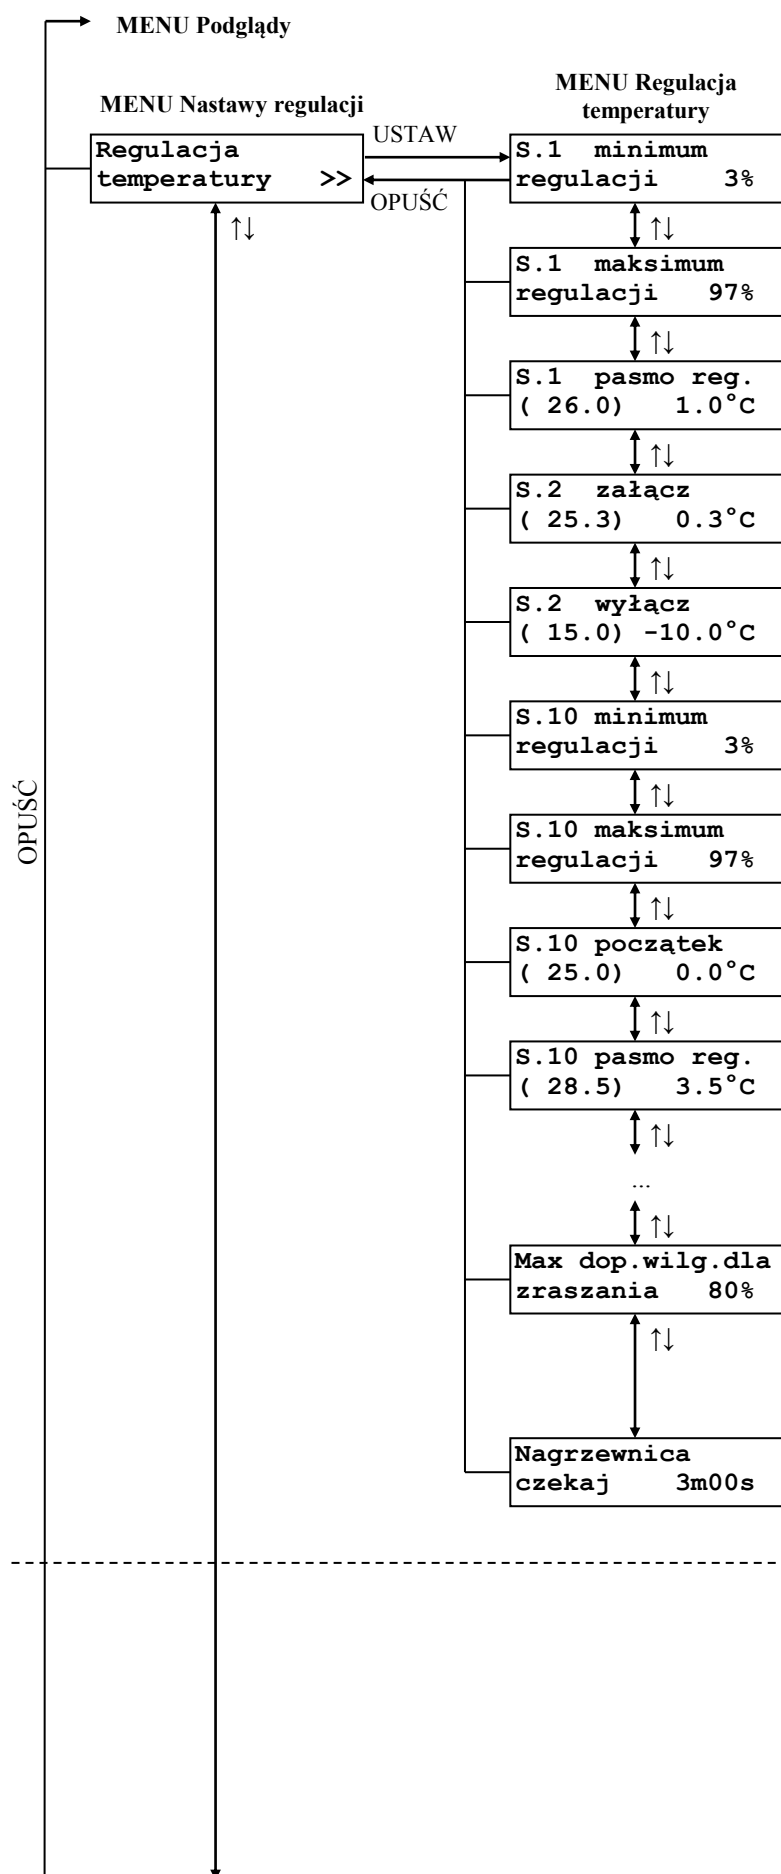 MENU Podglądy
MENU Nastawy regulacji
MENU Regulacja
temperatury
Regulacja
temperatury >>
USTAW
OPUŚĆ
↑↓
S.1 minimum
regulacji 3%
↑↓
S.1 maksimum
regulacji 97%
↑↓
S.1 pasmo reg.
( 26.0) 1.0°C
↑↓
S.2 załącz
( 25.3) 0.3°C
↑↓
S.2 wyłącz
( 15.0) -10.0°C
↑↓
S.10 minimum
regulacji 3%
↑↓
S.10 maksimum
regulacji 97%
↑↓
S.10 początek
( 25.0) 0.0°C
↑↓
S.10 pasmo reg.
( 28.5) 3.5°C
↑↓
...
↑↓
Max dop.wilg.dla
zraszania 80%
↑↓
Nagrzewnica
czekaj 3m00s
OPUŚĆ